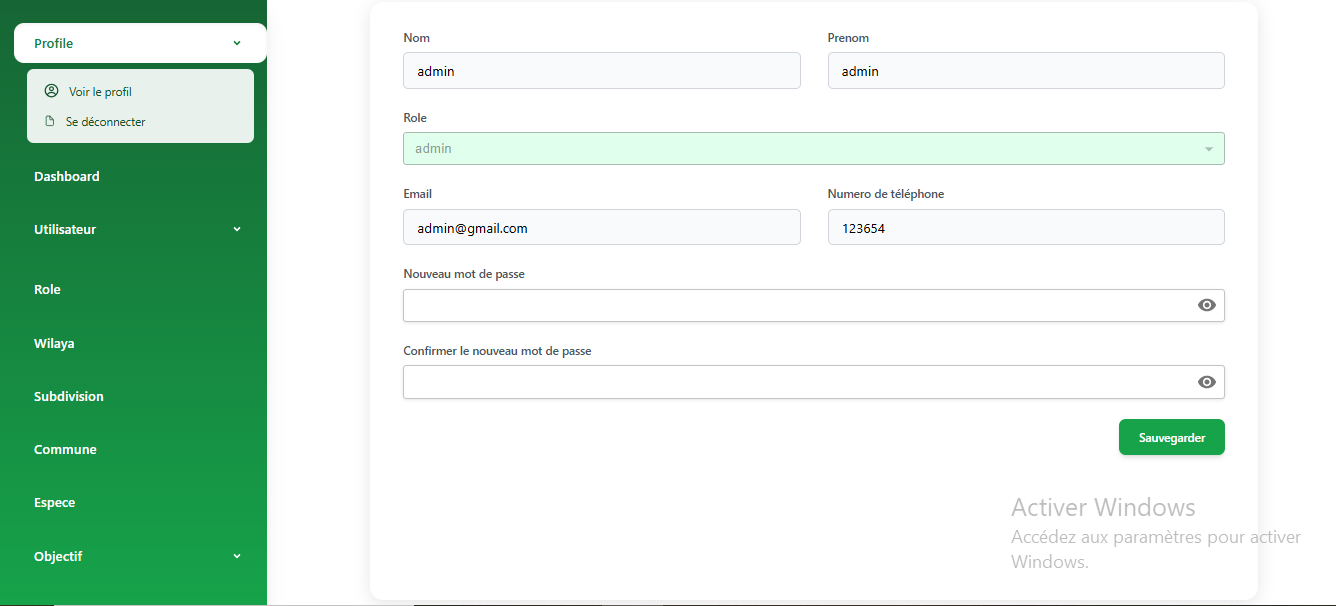 Profile
Voir le profil
Se déconnecter
Dashboard
Utilisateur
Role
Wilaya
Subdivision
Commune
Espece
Objectif
Nom
Prenom
admin
admin
Role
admin
Email
Numero de téléphone
admin@gmail.com
123654
Nouveau mot de passe
Confirmer le nouveau mot de passe
Sauvegarder
Activer Windows
Accédez aux paramètres pour activer
Windows.